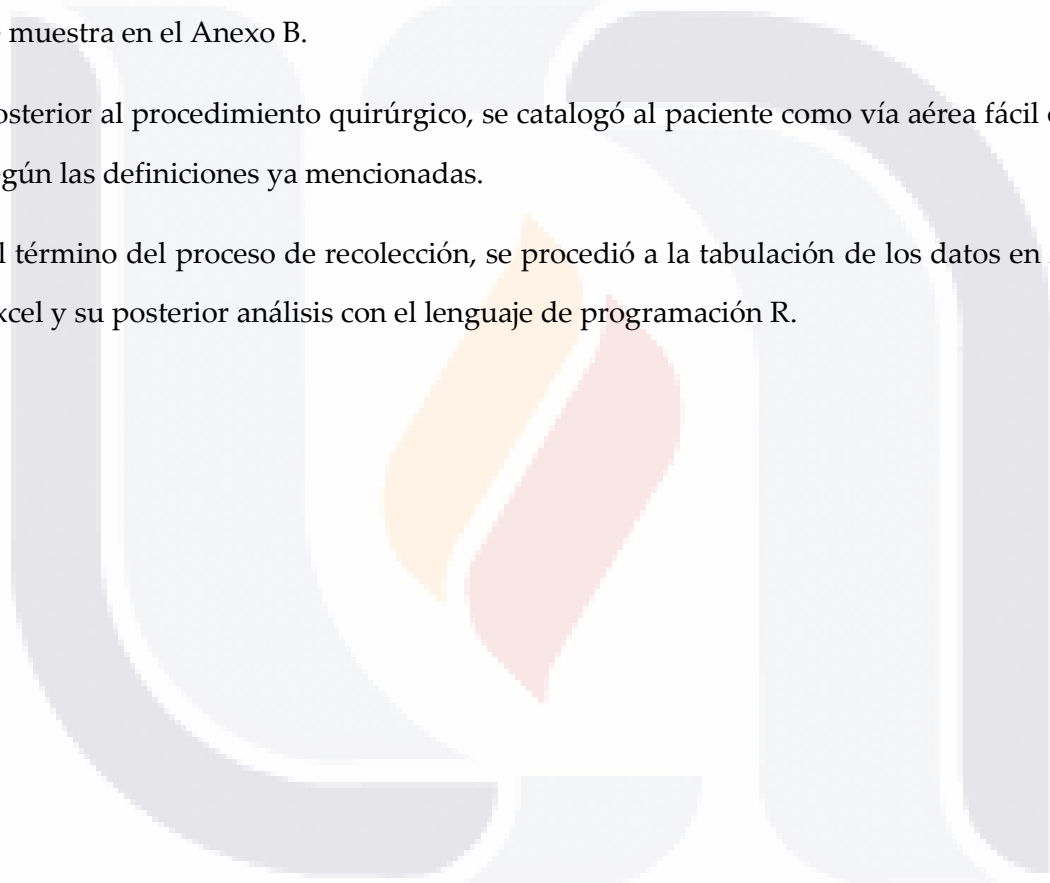 muestra en el Anexo B.
osterior al procedimiento quirúrgico, se catalogó al paciente como vía aérea fácil
gún las definiciones ya mencionadas.
término del proceso de recolección, se procedió a la tabulación de los datos en
xcel y su posterior análisis con el lenguaje de programación R.